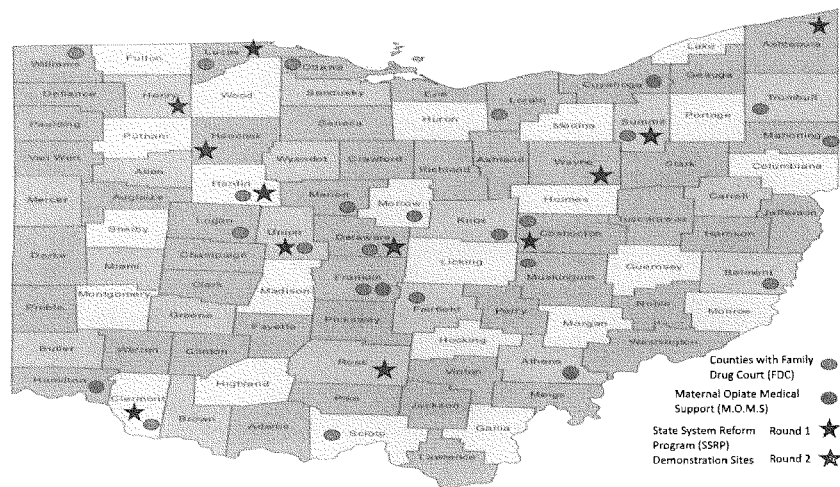 Lake
Ashtabula
Williams
Fulton
Lucas
Ottawa
Cuyahoga
Geauga
Defiance
Henry
Wood
Sandusky
Erie
Lorain
Trumbull
Paulding
Putnam
Hancock
Seneca
Huron
Medina
Summit
Portage
Mahoning
Van Wert
Allen
Wyandot
Crawford
Richland
Ashland
Wayne
Stark
Columbiana
Hardin
Mercer
Auglaize
Marion
Morrow
Holmes
Carroll
Logan
Union
Knox
Tuscarawas
Jefferson
Shelby
Delaware
Coshocton
Harrison
Darke
Champaign
Licking
Guernsey
Miami
Franklin
Muskingum
Belmont
Clark
Madison
Montgomery
Fairfield
Noble
Monroe
Preble
Greene
Pickaway
Perry
Morgan
Fayette
Hocking
Washington
Butler
Warren
Clinton
Ross
Athens
Vinton
Hamilton
Highland
Meigs
Clermont
Pike
Jackson
Brown
Adams
Scioto
Gallia
Lawrence
Counties with Family
Drug Court (FDC)
Maternal Opiate Medical
Support (M.O.M.S)
State System Reform Round 1
Program (SSRP)
Demonstration Sites Round 2